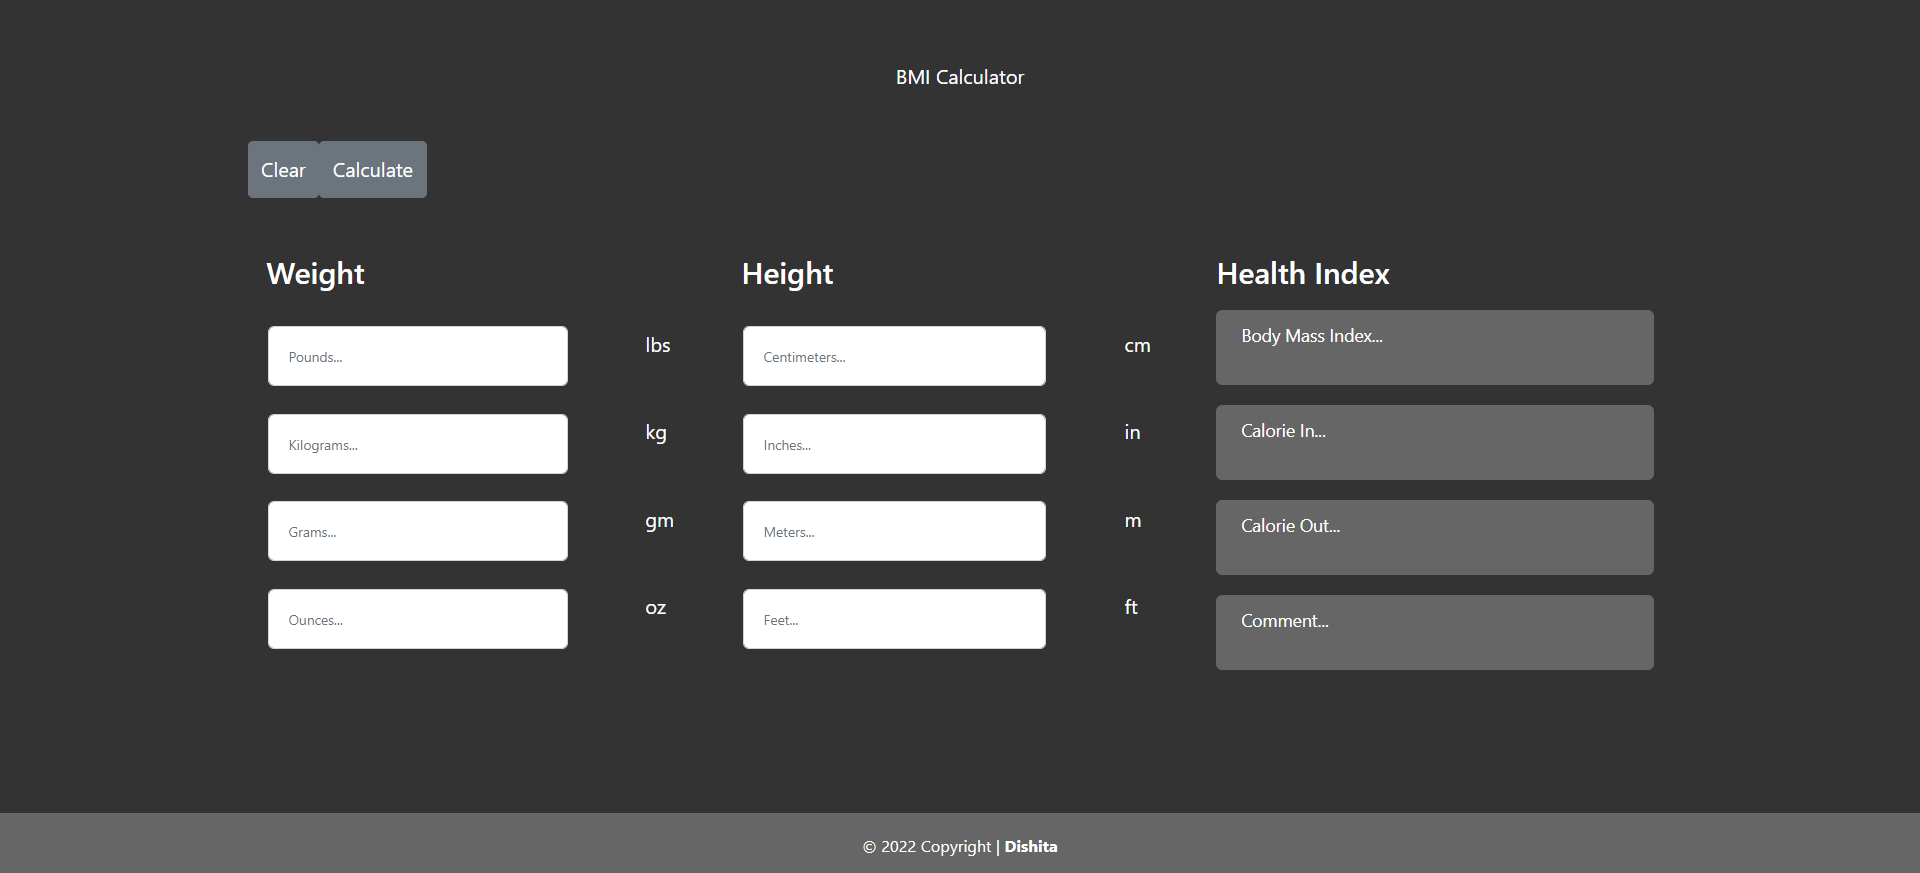 BMI Calculator
Clear Calculate
Weight
Pounds... lbs
Kilograms... kg
Grams... gm
Ounces... oz
Height
Centimeters... cm
Inches... in
Meters... m
Feet... ft
Health Index
Body Mass Index...
Calorie In...
Calorie Out...
Comment...
© 2022 Copyright | Dishita